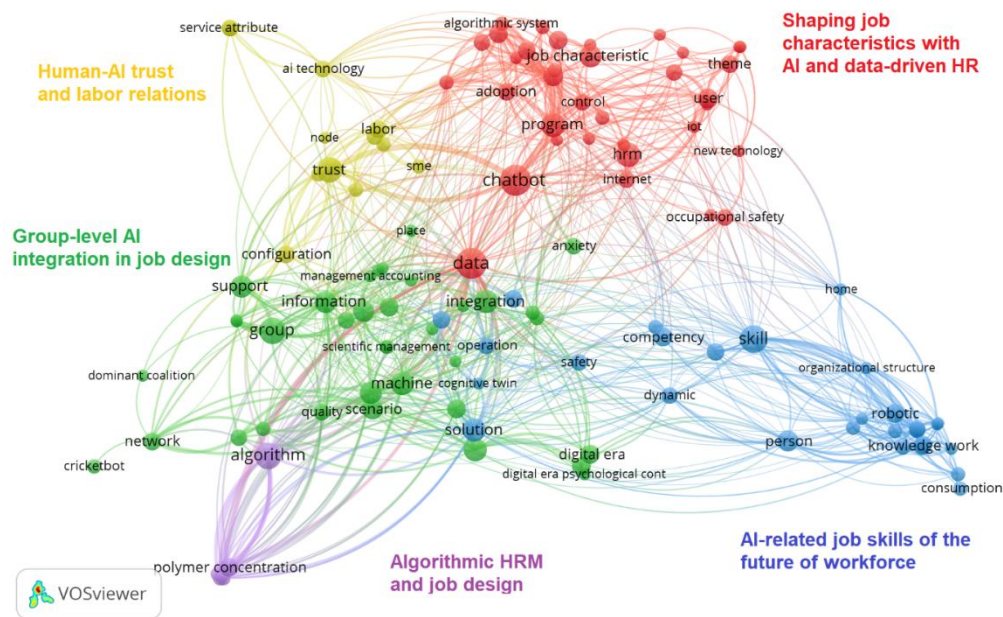 service attribute
algorithmic system
Shaping job
characteristics with
AI and data-driven HR
Human-AI trust
and labor relations
ai technology
job characteristic
theme
adoption
control
user
node
labor
program
iot
trust
sme
hrm
new technology
chatbot
internet
occupational safety
Group-level AI
integration in job design
place
configuration
anxiety
data
support
management accounting
home
information
integration
group
competency
skill
scientific management
operation
safety
organizational structure
dominant coalition
machine
cognitive twin
dynamic
quality
scenario
robotic
network
solution
person
knowledge work
algorithm
digital era
cricketbot
digital era psychological cont
consumption
AI-related job skills of the
future of workforce
polymer concentration
Algorithmic HRM
and job design
VOSviewer